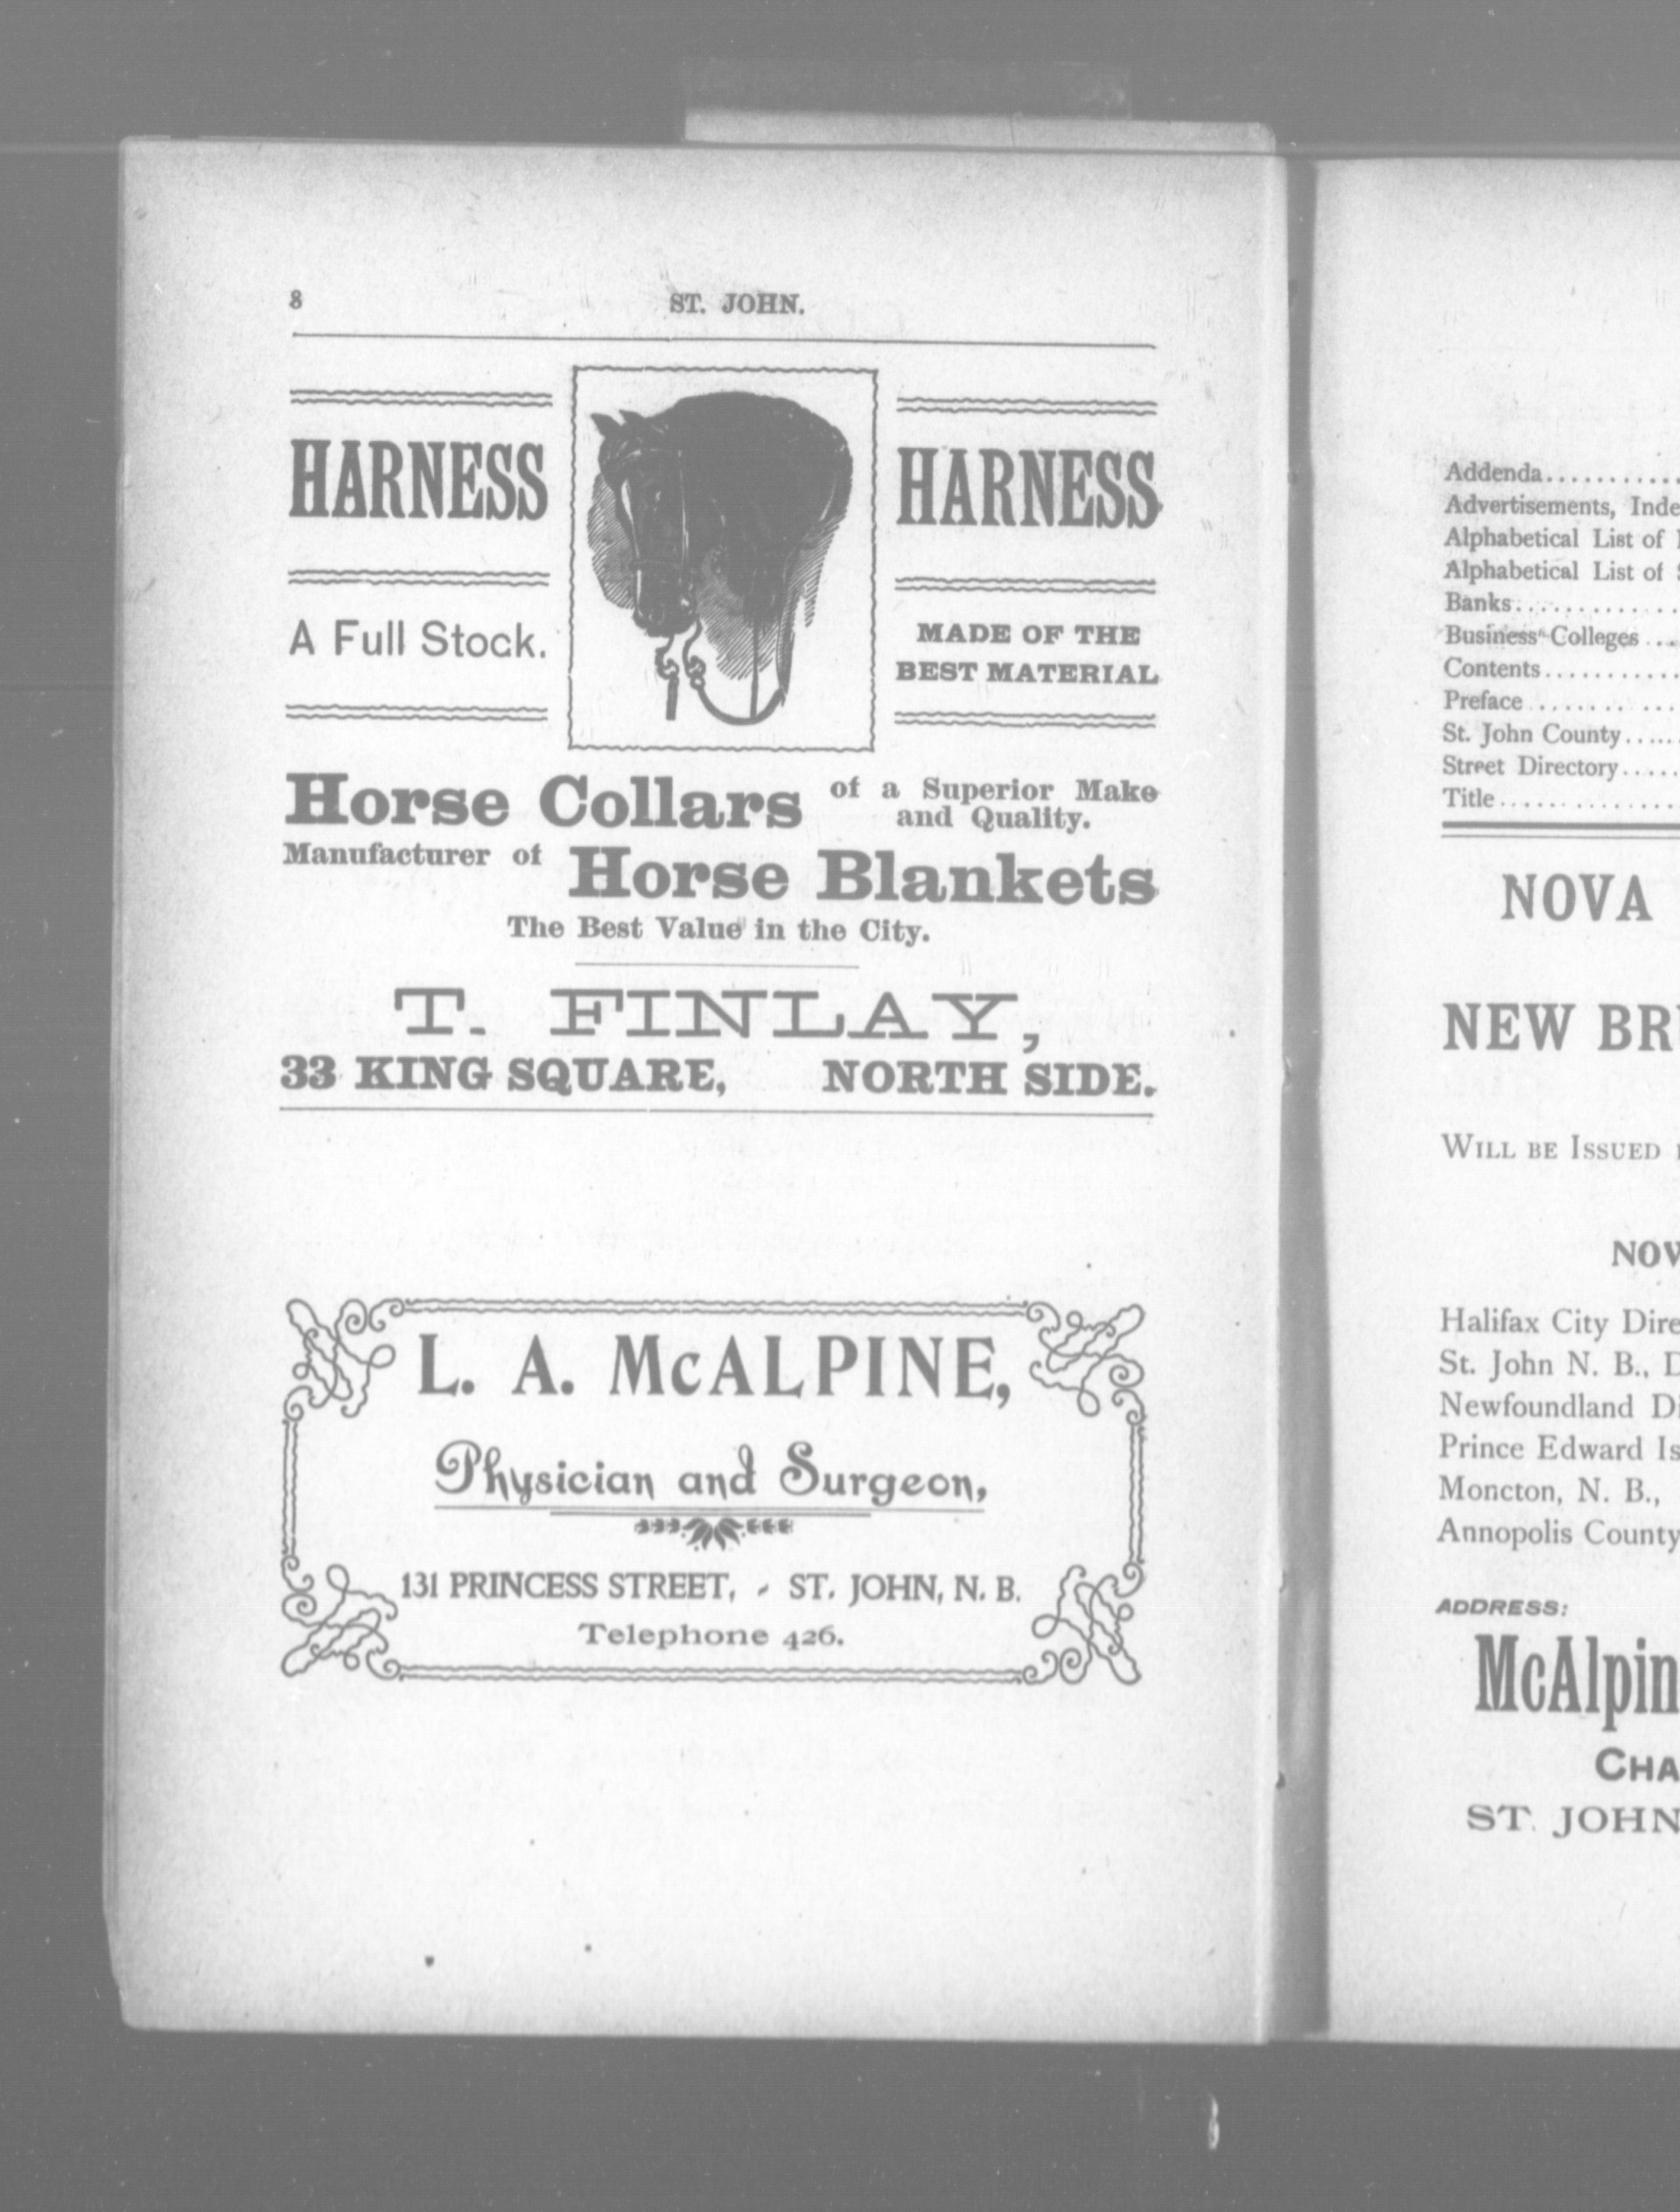 8 ST. JOHN.
HARNESS
A Full Stock.
HARNESS
MADE OF THE
BEST MATERIAL
Horse Collars of a Superior Make
and Quality.
Manufacturer of Horse Blankets
The Best Value in the City.
T. FINLAY,
33 KING SQUARE, NORTH SIDE.
L. A. McALPINE,
Physician and Surgeon,
131 PRINCESS STREET, - ST. JOHN, N. B.
Telephone 426.
Addenda..........
Advertisements, Inde
Alphabetical List of
Alphabetical List of
Banks............
Business Colleges ...
Contents...........
Preface ...........
St. John County.....
Street Directory.....
Title..............
NOVA
NEW BR
WILL BE ISSUED
NOV
Halifax City Dire
St. John N. B., D
Newfoundland Di
Prince Edward Is
Moncton, N. B.,
Annopolis County
ADDRESS:
McAlpin
CHA
ST. JOHN